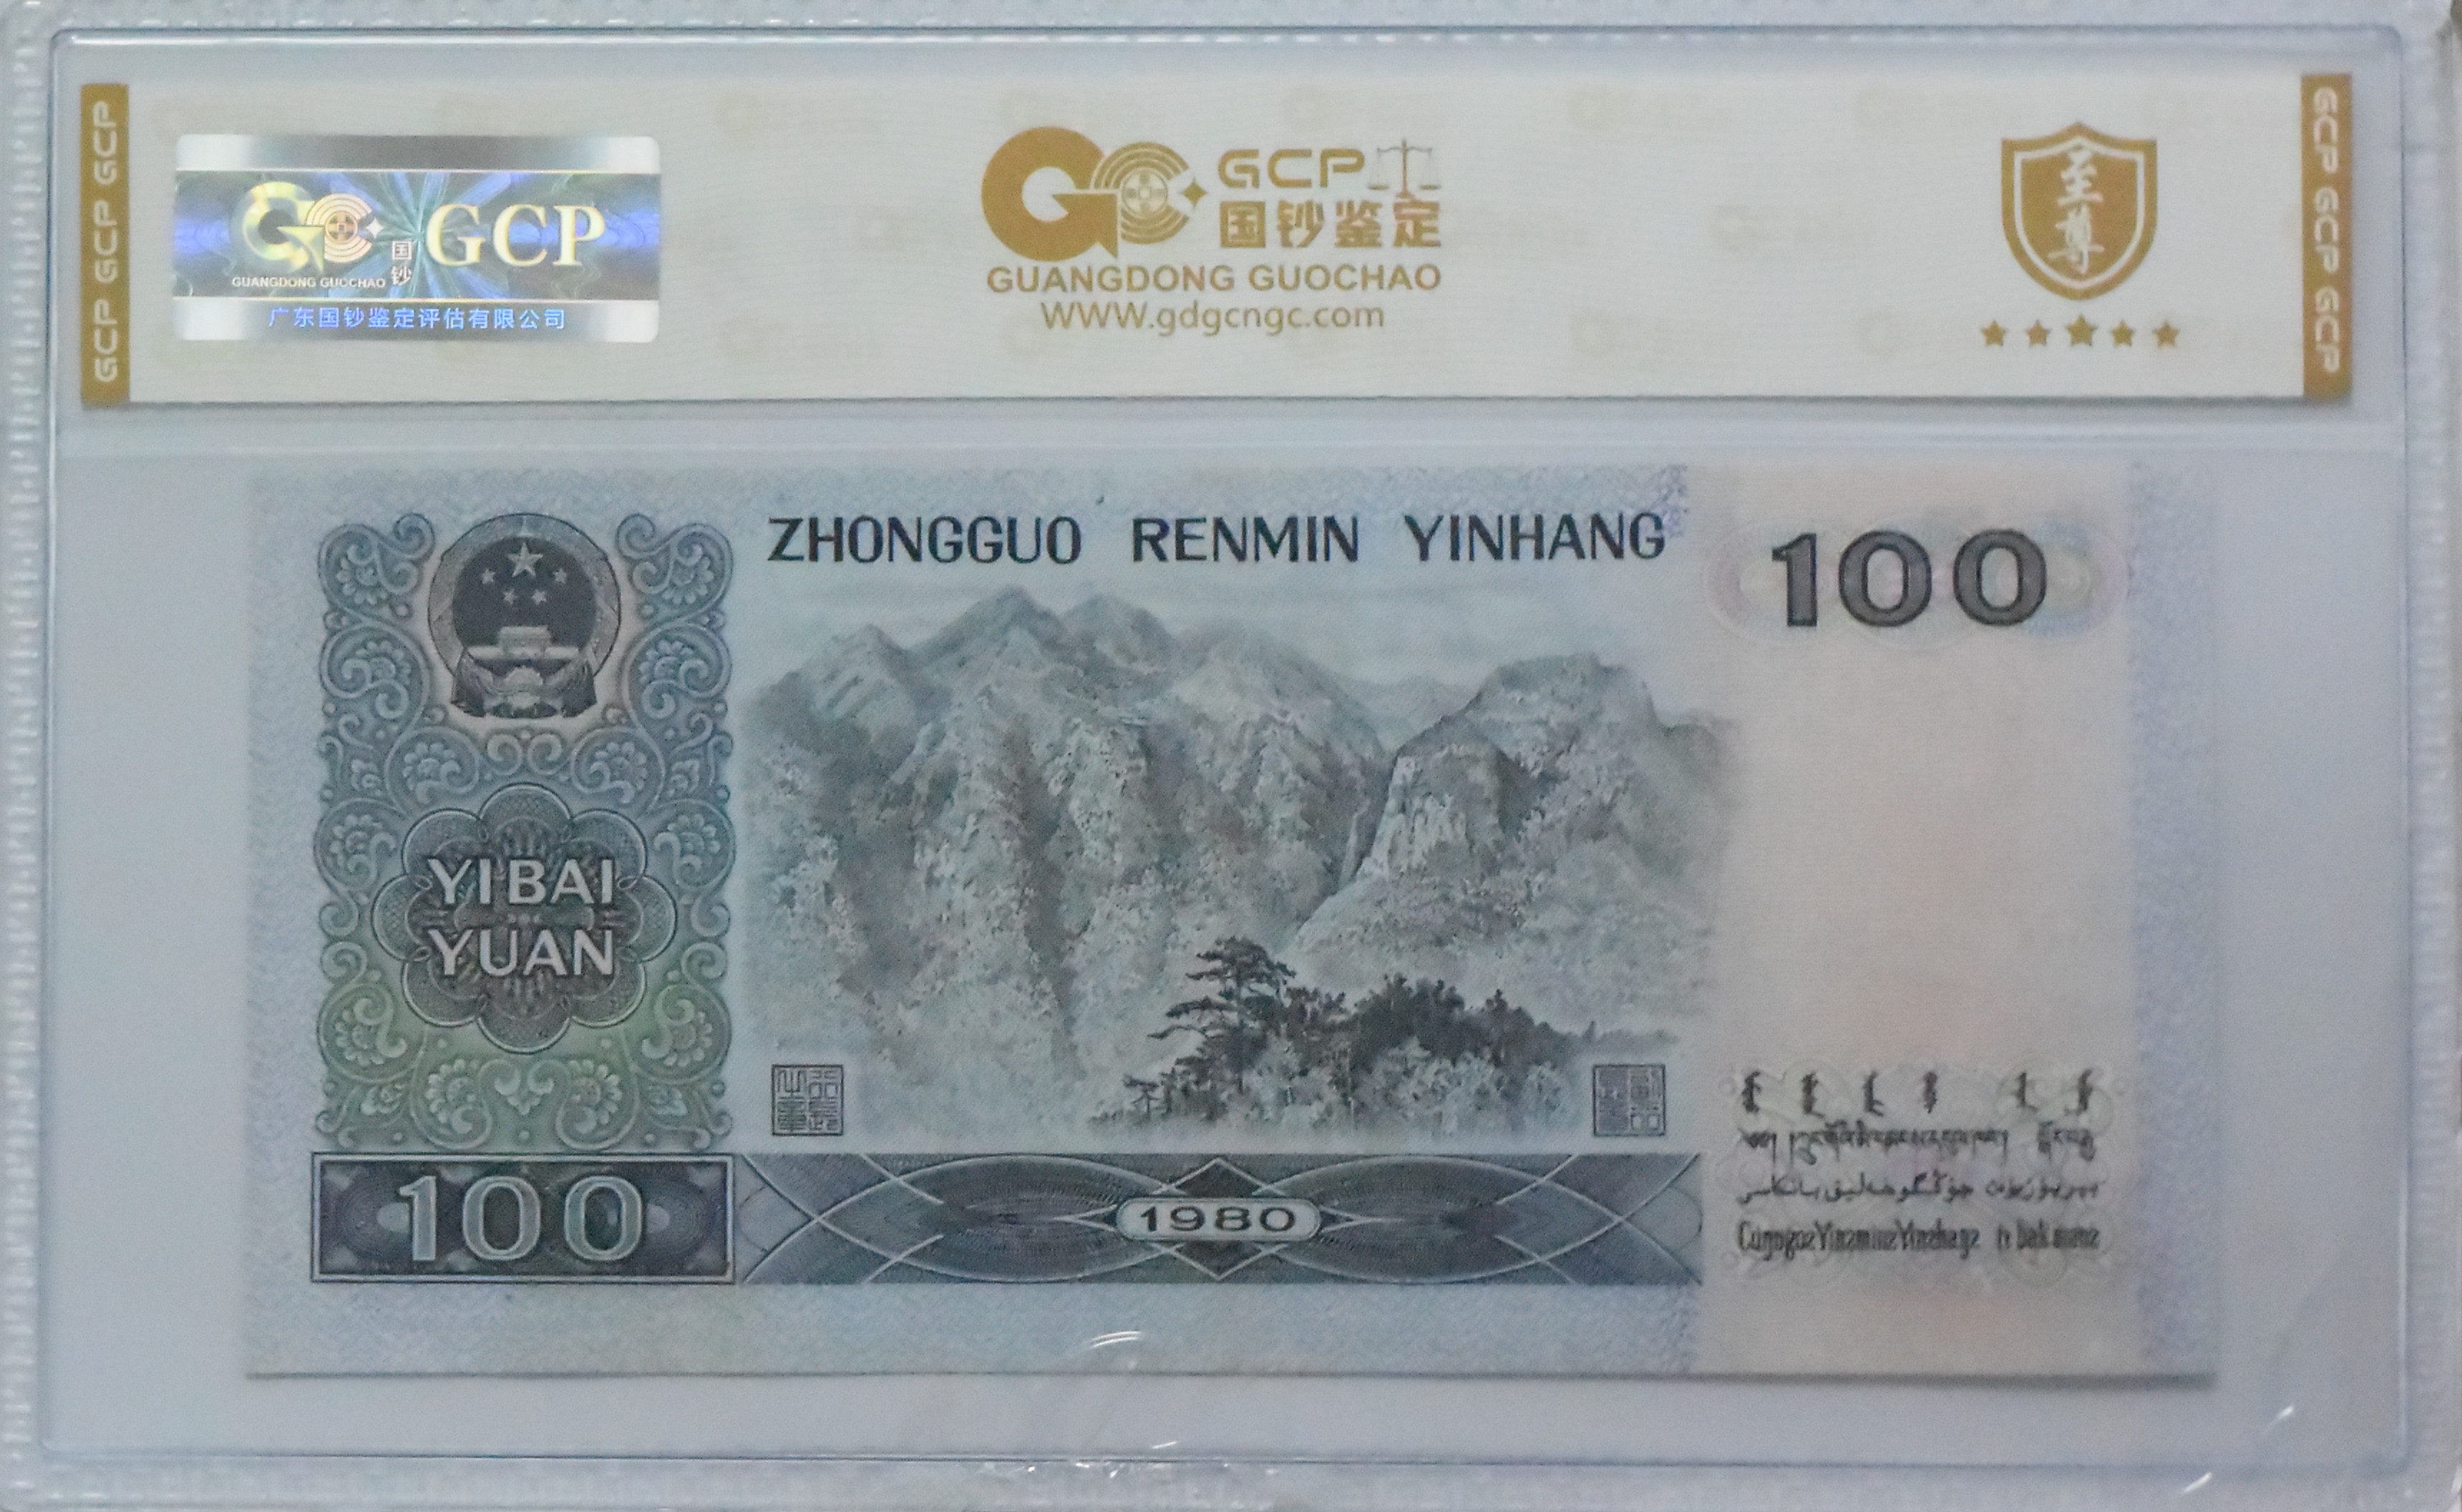 GCP GCP GCP
GUANGDONG GUOCHAO
国钞
GCP
广东国钞鉴定评估有限公司
GCP
国钞鉴定
GUANGDONG GUOCHAO
WWW.gdgcngc.com
至尊
GCP GCP GCP
ZHONGGUO RENMIN YINHANG
100
YIBAI
YUAN
100
1980